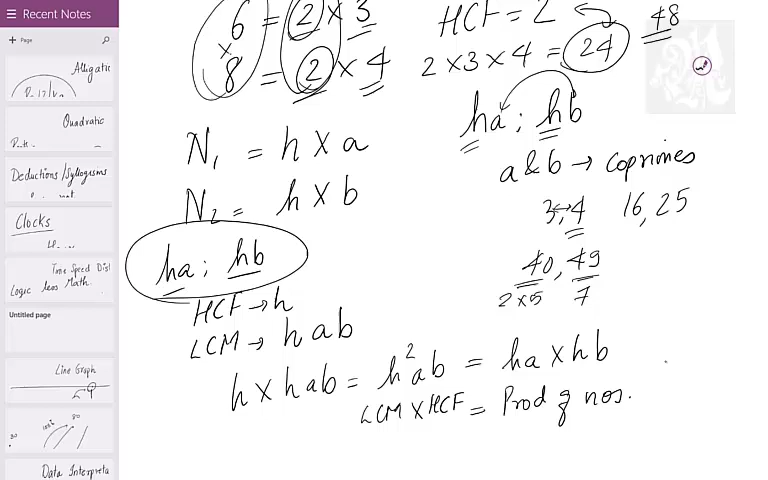 Recent Notes
+ Page
Alligatio
Quadratic
Deductions/Syllogisms
Clocks
Time Speed Dist
Logic less Math.
Untitled page
Line Graph
Data Interpreta
6 = 2 × 3
×
8 = 2 × 4
HCF = 2
48
2 × 3 × 4 = 24
ha ; hb
N₁ = h × a
a & b → coprimes
N₂ = h × b
3, 4 16, 25
ha ; hb
40, 49
2×5 7
HCF → h
LCM → hab
h × hab = h²ab = ha × hb
LCM × HCF = Prod of nos.